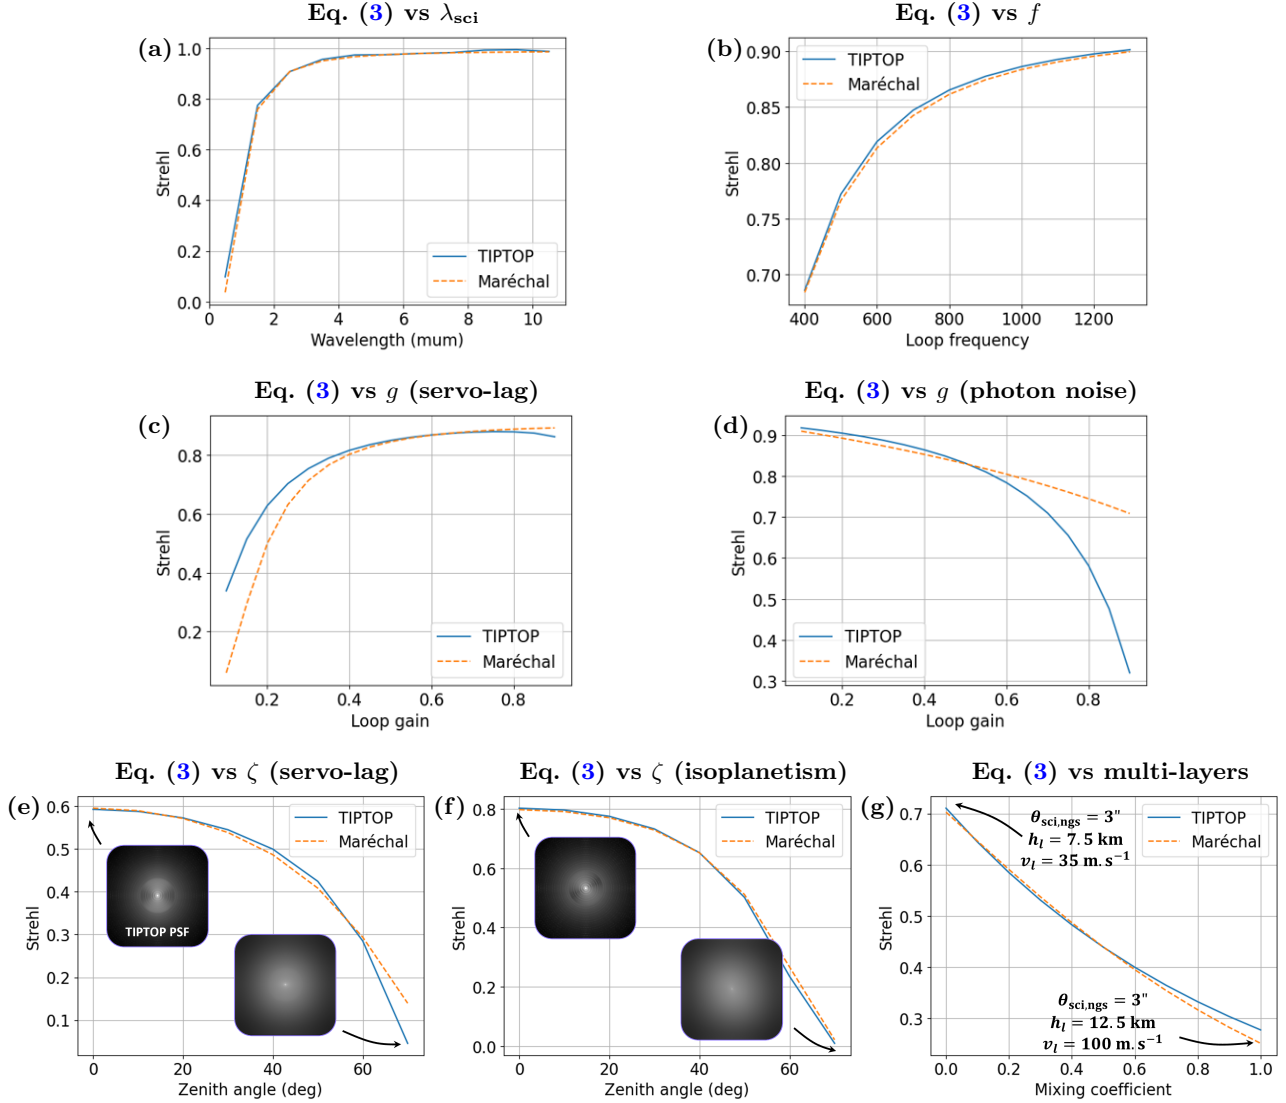 Eq. (3) vs λsci
(a)
1.0
0.8
0.6
0.4
0.2
0.0
Strehl
TIPTOP
Maréchal
0 2 4 6 8 10
Wavelength (mum)
Eq. (3) vs f
(b)
0.90
0.85
0.80
0.75
0.70
Strehl
TIPTOP
Maréchal
400 600 800 1000 1200
Loop frequency
Eq. (3) vs g (servo-lag)
(c)
0.8
0.6
0.4
0.2
Strehl
TIPTOP
Maréchal
0.2 0.4 0.6 0.8
Loop gain
Eq. (3) vs g (photon noise)
(d)
0.9
0.8
0.7
0.6
0.5
0.4
0.3
Strehl
TIPTOP
Maréchal
0.2 0.4 0.6 0.8
Loop gain
Eq. (3) vs ζ (servo-lag)
(e)
0.6
0.5
0.4
0.3
0.2
0.1
Strehl
TIPTOP
Maréchal
TIPTOP PSF
0 20 40 60
Zenith angle (deg)
Eq. (3) vs ζ (isoplanetism)
(f)
0.8
0.6
0.4
0.2
0.0
Strehl
TIPTOP
Maréchal
0 20 40 60
Zenith angle (deg)
Eq. (3) vs multi-layers
(g)
0.7
0.6
0.5
0.4
0.3
Strehl
TIPTOP
Maréchal
θsci,ngs = 3"
hl = 7.5 km
vl = 35 m.s−1
θsci,ngs = 3"
hl = 12.5 km
vl = 100 m.s−1
0.0 0.2 0.4 0.6 0.8 1.0
Mixing coefficient